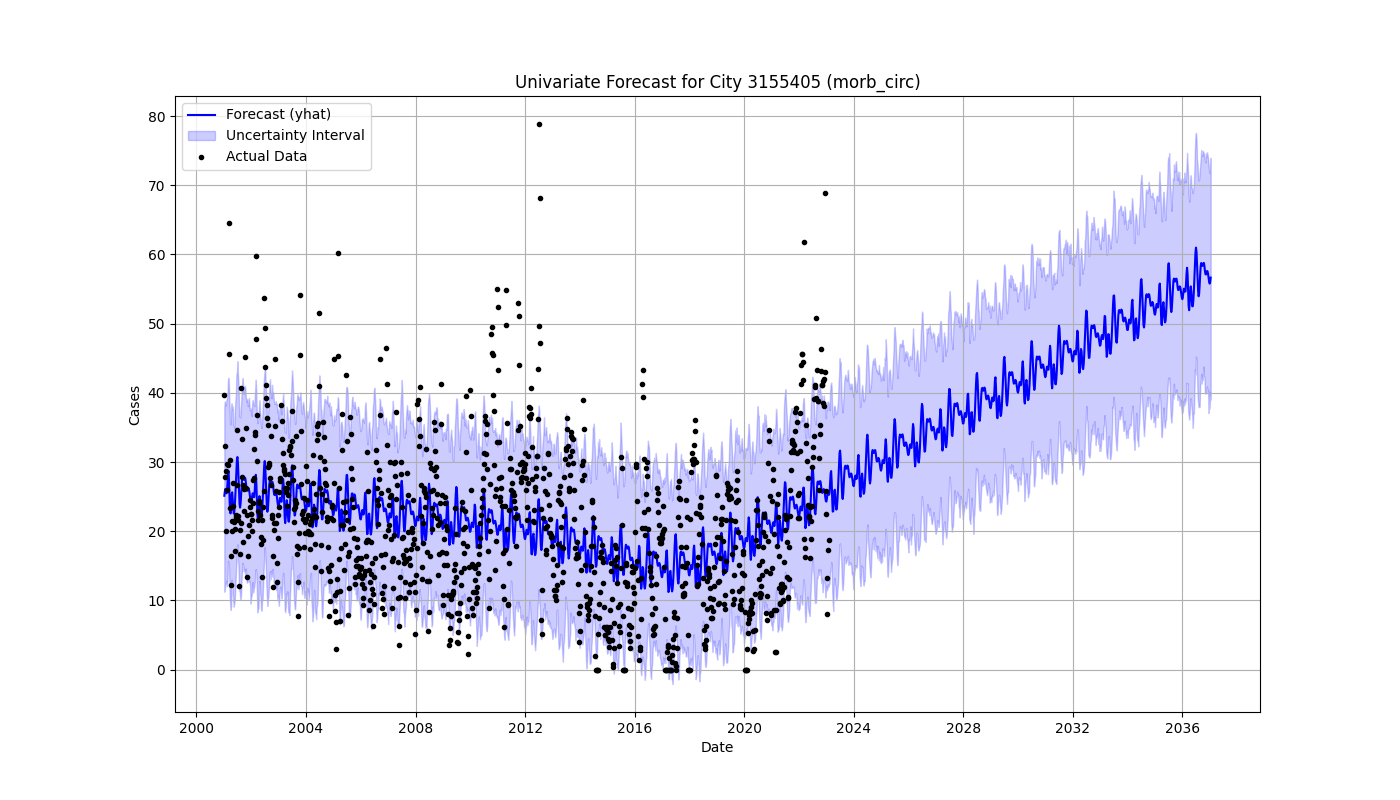 Univariate Forecast for City 3155405 (morb_circ)
Forecast (yhat)
Uncertainty Interval
Actual Data
80
70
60
50
40
30
20
10
0
Cases
2000 2004 2008 2012 2016 2020 2024 2028 2032 2036
Date